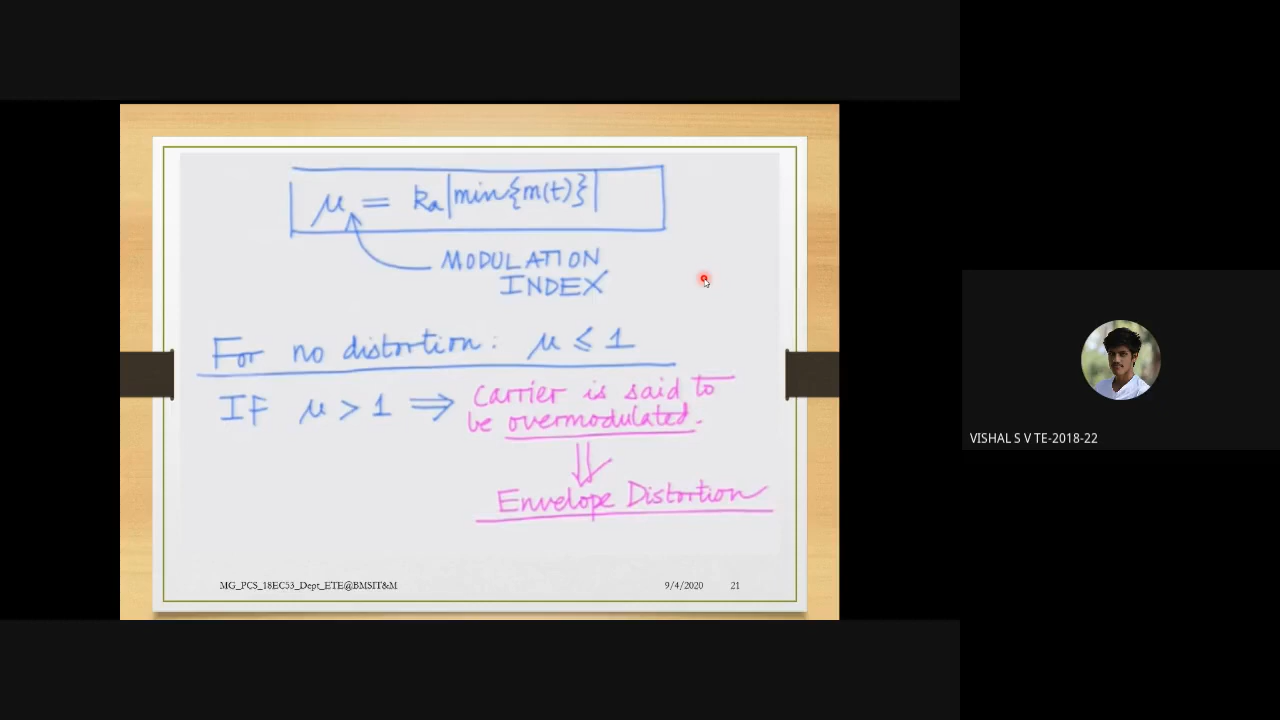 μ = ka|min{m(t)}|
MODULATION
INDEX
For no distortion: μ ≤ 1
IF μ > 1 ⇒ Carrier is said to
be overmodulated.
⇓
Envelope Distortion
MG_PCS_18EC53_Dept_ETE@BMSIT&M 9/4/2020 21
VISHAL S V TE-2018-22